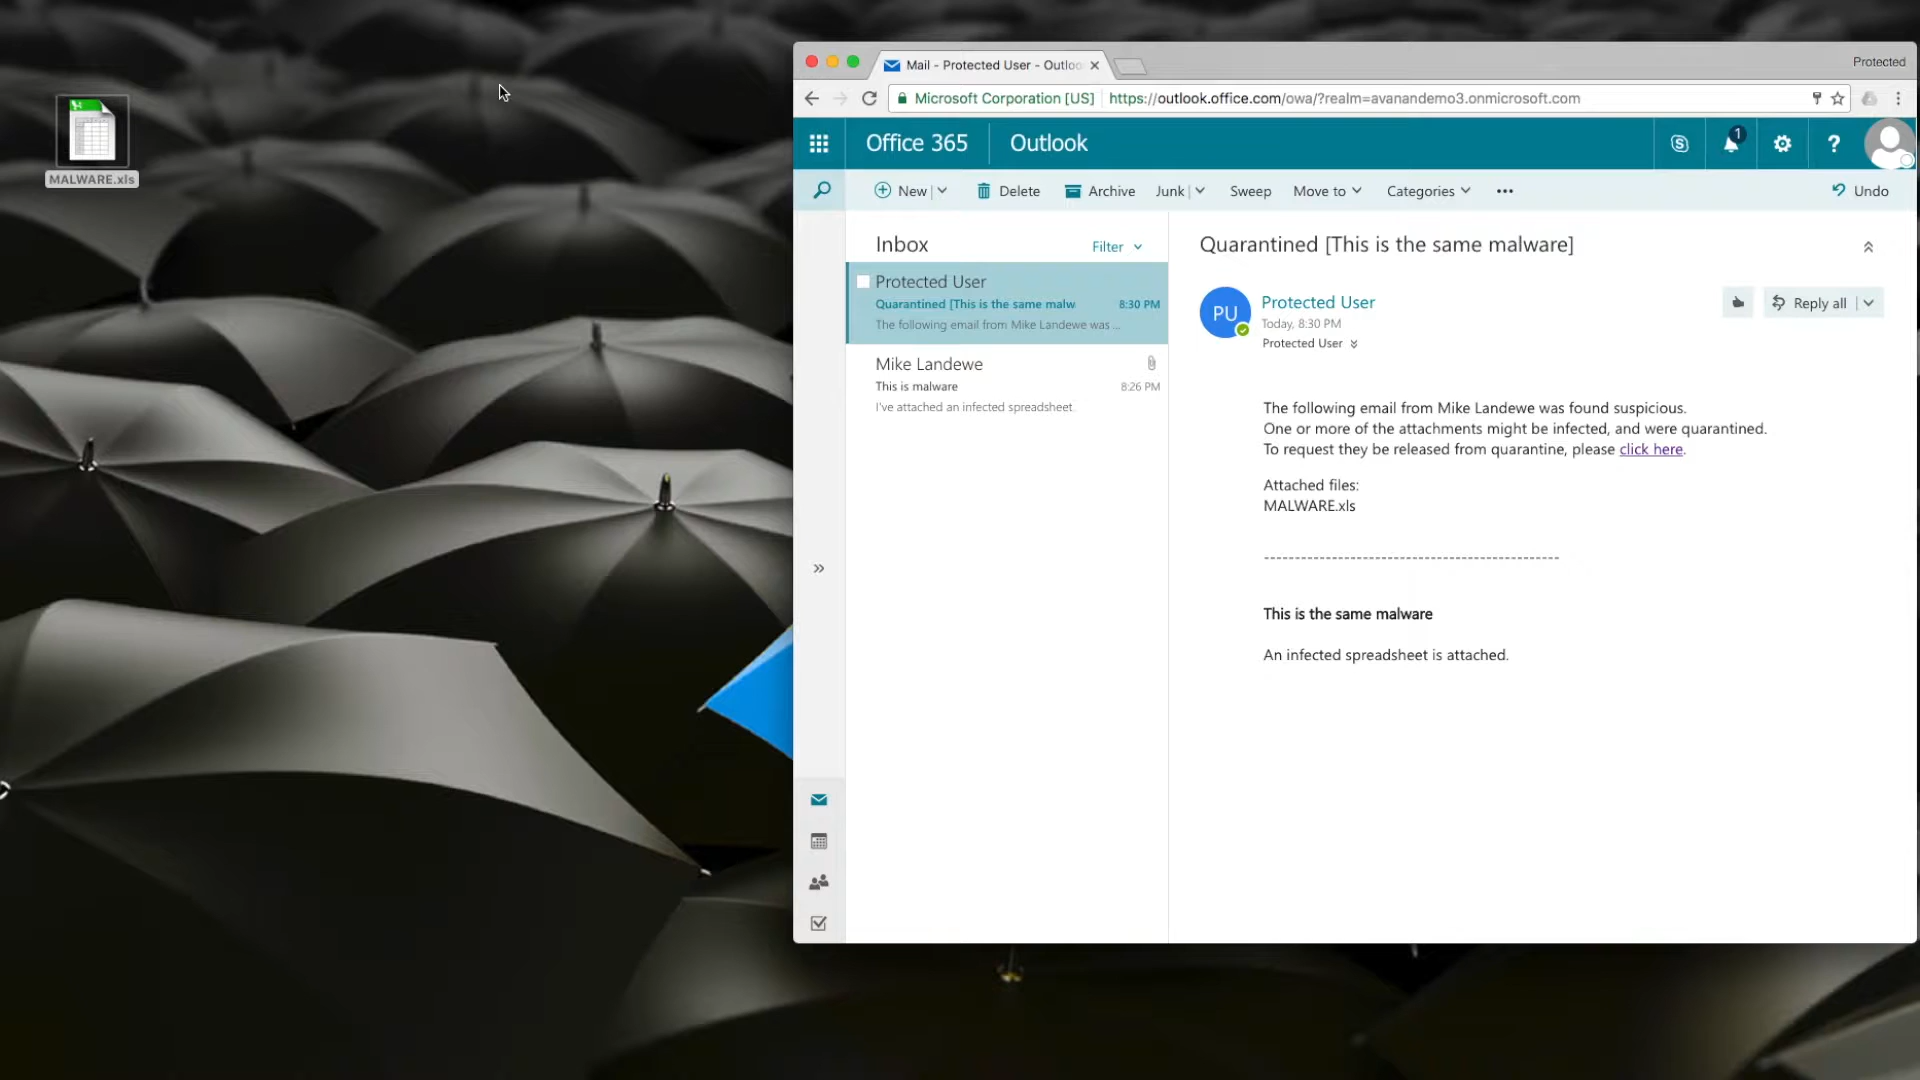 MALWARE.xls
Mail - Protected User - Outloo
Protected
Microsoft Corporation [US]
https://outlook.office.com/owa/?realm=avanandemo3.onmicrosoft.com
Office 365
Outlook
1
?
New
Delete
Archive
Junk
Sweep
Move to
Categories
Undo
Inbox
Filter
Protected User
Quarantined [This is the same malw
8:30 PM
The following email from Mike Landewe was ...
Mike Landewe
This is malware
8:26 PM
I've attached an infected spreadsheet.
Quarantined [This is the same malware]
PU
Protected User
Today, 8:30 PM
Protected User
Reply all
The following email from Mike Landewe was found suspicious.
One or more of the attachments might be infected, and were quarantined.
To request they be released from quarantine, please click here.
Attached files:
MALWARE.xls
------------------------------------------------
This is the same malware
An infected spreadsheet is attached.